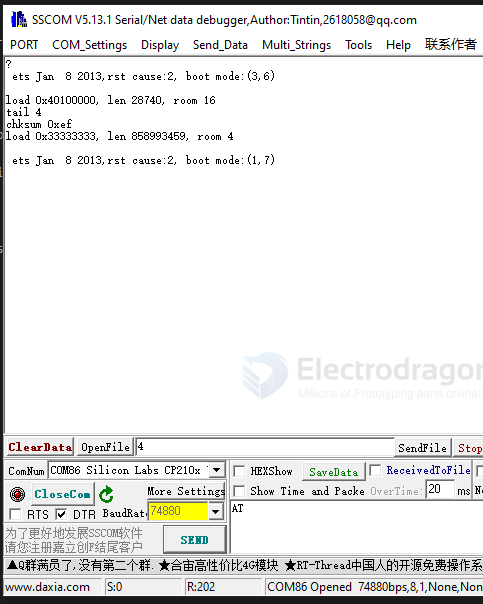 SSCOM V5.13.1 Serial/Net data debugger,Author:Tintin,2618058@qq.com
PORT COM_Settings Display Send_Data Multi_Strings Tools Help 联系作者
?
ets Jan 8 2013,rst cause:2, boot mode:(3,6)
load 0x40100000, len 28740, room 16
tail 4
chksum 0xef
load 0x33333333, len 858993459, room 4
ets Jan 8 2013,rst cause:2, boot mode:(1,7)
Electrodragon
Millions of Prototyping parts online!
ClearData OpenFile 4 SendFile Stop
ComNum COM86 Silicon Labs CP210x HEXShow SaveData ReceivedToFile
CloseCom More Settings Show Time and Packe OverTime: 20 ms
RTS DTR BaudRat 74880 AT
为了更好地发展SSCOM软件
请您注册嘉立创F结尾客户 SEND
▲Q群满员了,没有第二个群. ★合宙高性价比4G模块 ★RT-Thread中国人的开源免费操作系
www.daxia.com S:0 R:202 COM86 Opened 74880bps,8,1,None,Non